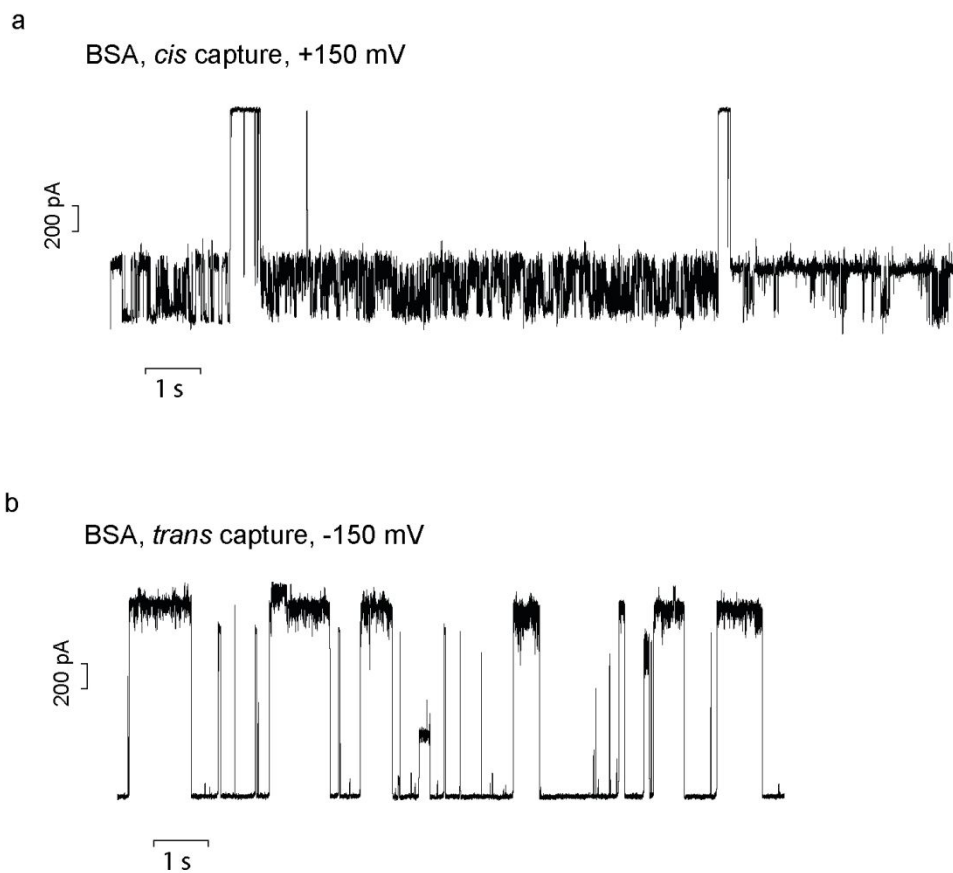 a
BSA, cis capture, +150 mV
200 pA
1 s
b
BSA, trans capture, -150 mV
200 pA
1 s